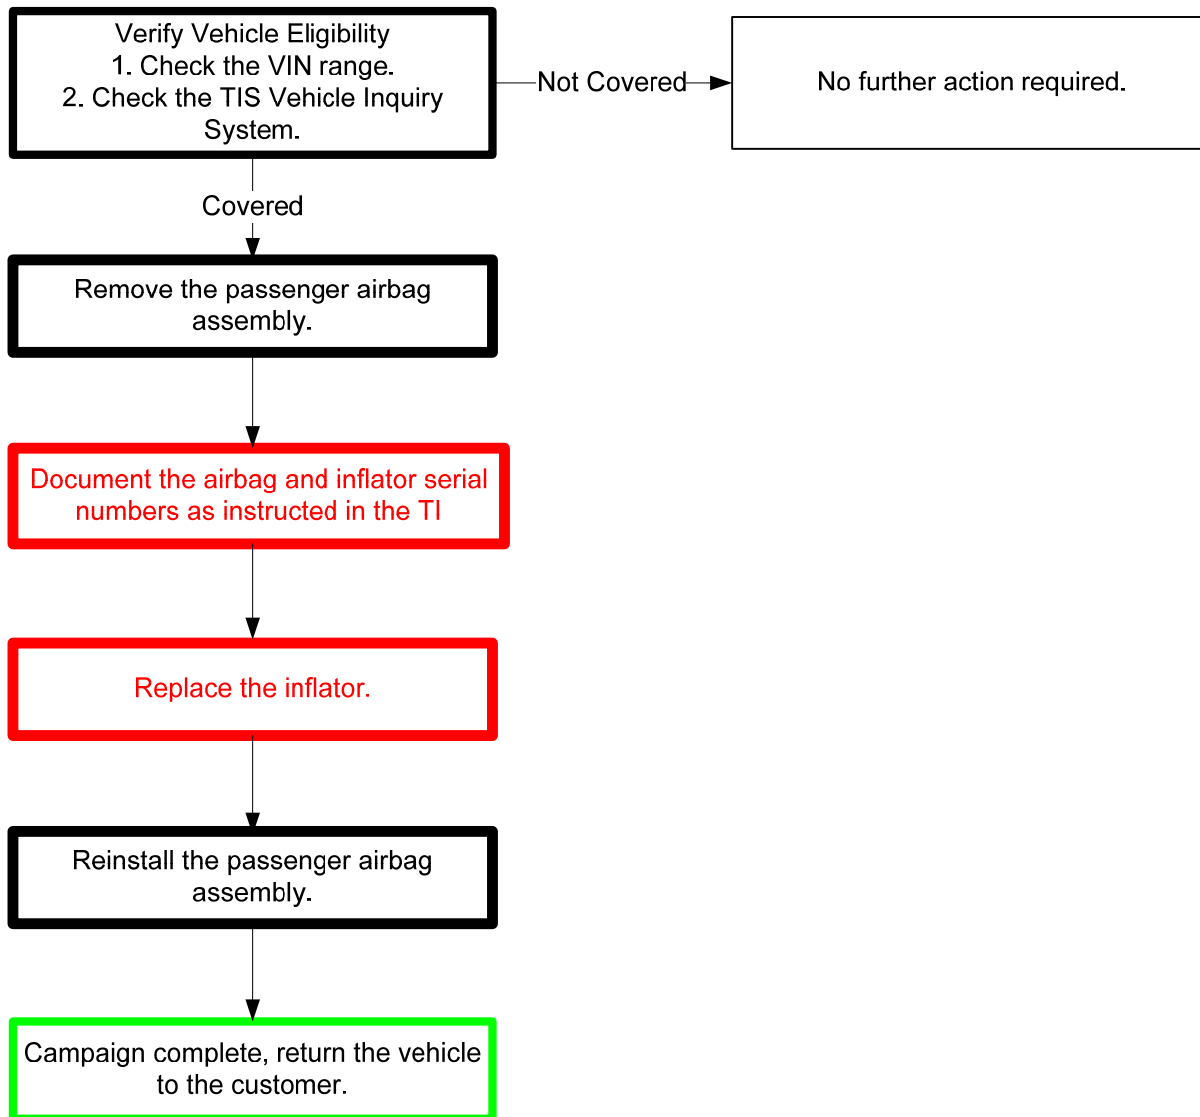 Verify Vehicle Eligibility
1. Check the VIN range.
2. Check the TIS Vehicle Inquiry
System.
Not Covered
No further action required.
Covered
Remove the passenger airbag
assembly.
Document the airbag and inflator serial
numbers as instructed in the TI
Replace the inflator.
Reinstall the passenger airbag
assembly.
Campaign complete, return the vehicle
to the customer.